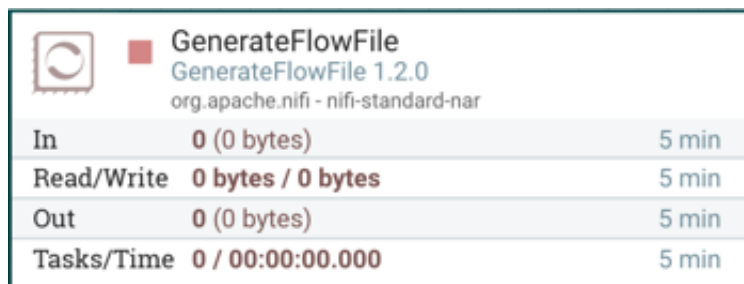 GenerateFlowFile
GenerateFlowFile 1.2.0
org.apache.nifi - nifi-standard-nar
In 0 (0 bytes) 5 min
Read/Write 0 bytes / 0 bytes 5 min
Out 0 (0 bytes) 5 min
Tasks/Time 0 / 00:00:00.000 5 min